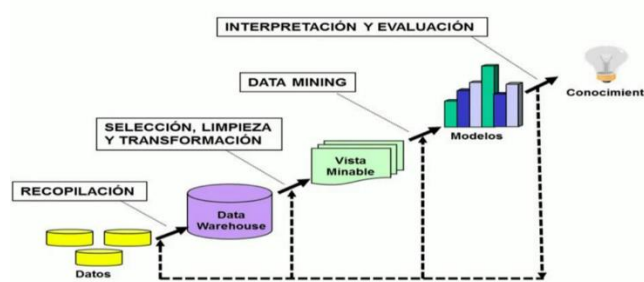 INTERPRETACIÓN Y EVALUACIÓN
Conocimient
DATA MINING
Modelos
SELECCIÓN, LIMPIEZA
Y TRANSFORMACIÓN
Vista
Minable
RECOPILACIÓN
Data
Warehouse
Datos